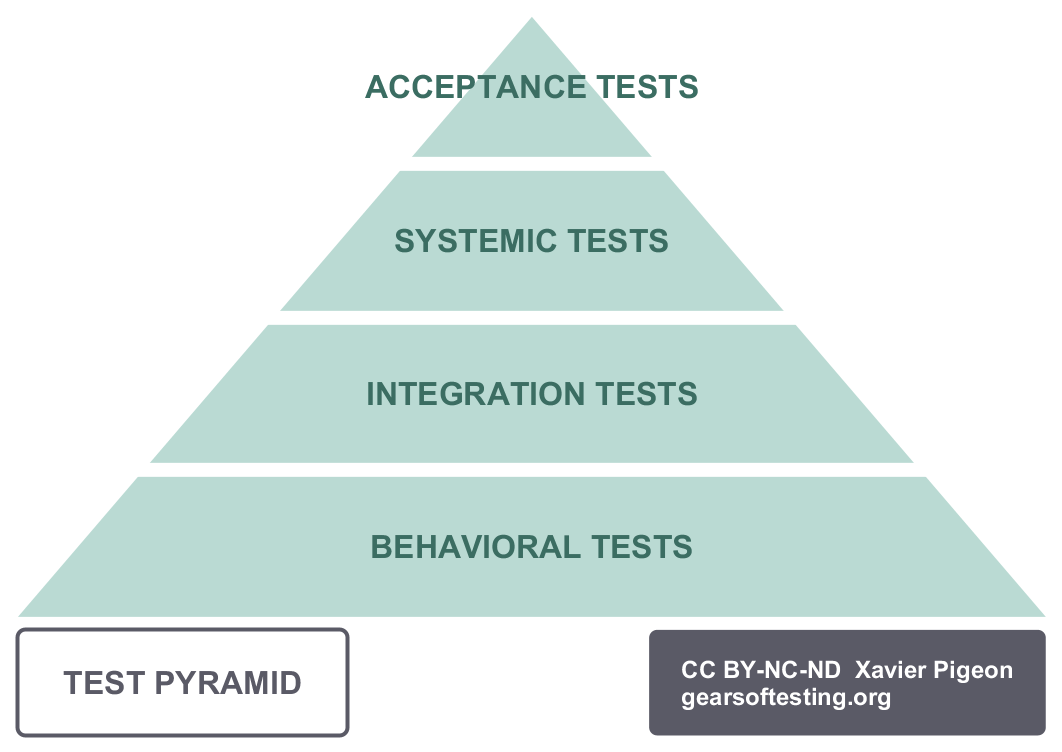 ACCEPTANCE TESTS
SYSTEMIC TESTS
INTEGRATION TESTS
BEHAVIORAL TESTS
TEST PYRAMID
CC BY-NC-ND  Xavier Pigeon
gearsoftesting.org